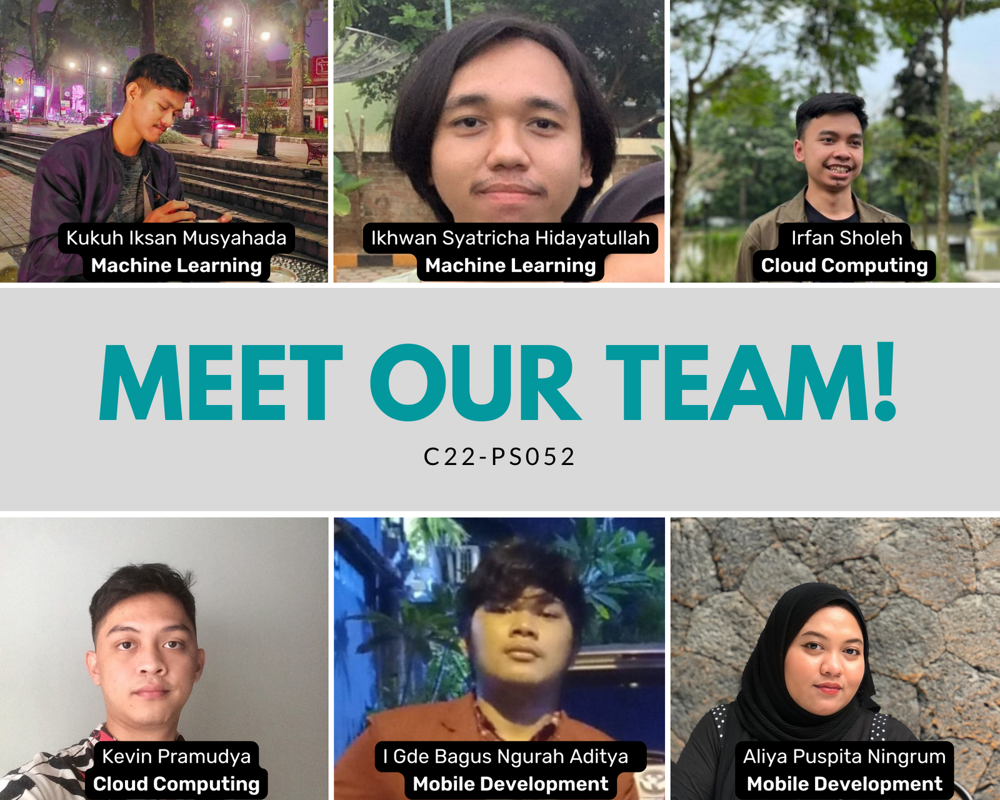 Kukuh Iksan Musyahada
Machine Learning
Ikhwan Syatricha Hidayatullah
Machine Learning
Irfan Sholeh
Cloud Computing
MEET OUR TEAM!
C22-PS052
Kevin Pramudya
Cloud Computing
I Gde Bagus Ngurah Aditya
Mobile Development
Aliya Puspita Ningrum
Mobile Development